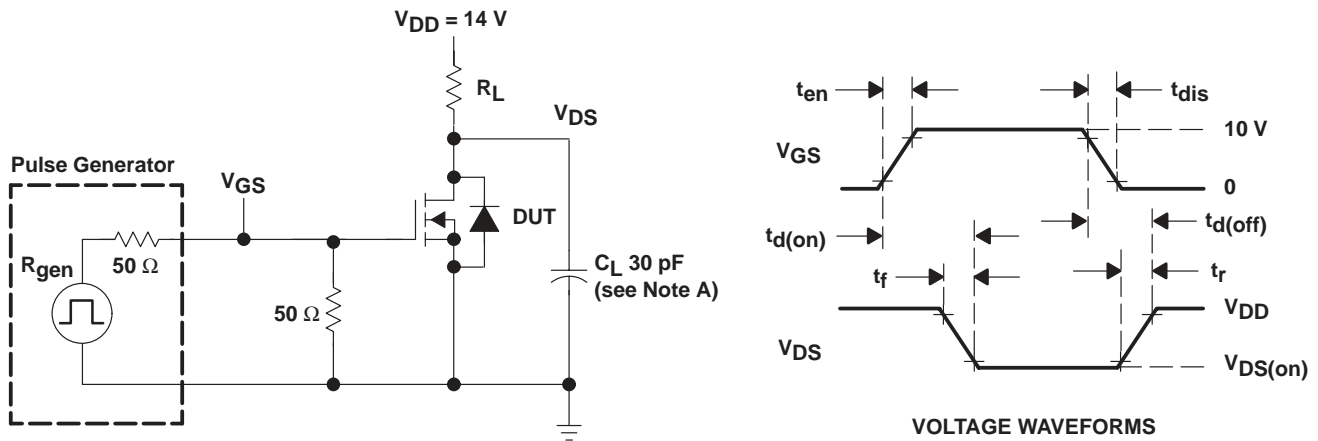 VDD = 14 V
RL
VDS
Pulse Generator
VGS
Rgen
50 Ω
50 Ω
DUT
CL 30 pF
(see Note A)
ten
tdis
10 V
VGS
0
td(on)
td(off)
tf
tr
VDD
VDS
VDS(on)
VOLTAGE WAVEFORMS